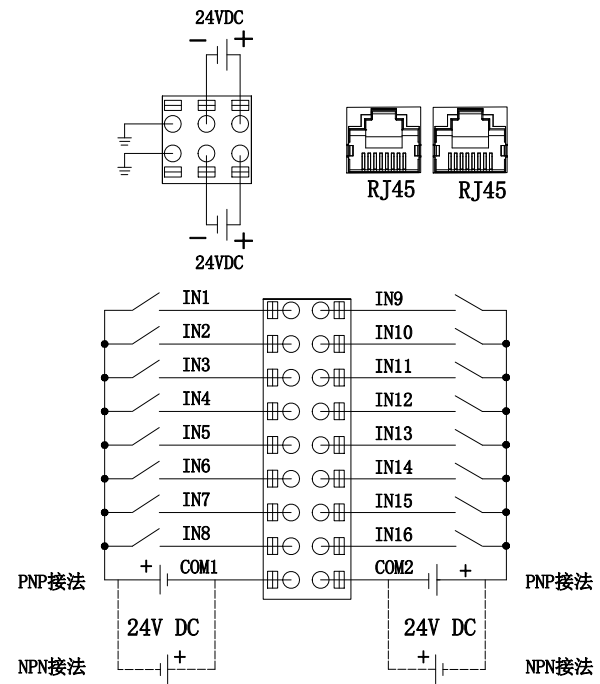 24VDC
− +
RJ45 RJ45
− +
24VDC
IN1 IN9
IN2 IN10
IN3 IN11
IN4 IN12
IN5 IN13
IN6 IN14
IN7 IN15
IN8 IN16
+ COM1 COM2 +
PNP接法 PNP接法
24V DC 24V DC
+ +
NPN接法 NPN接法